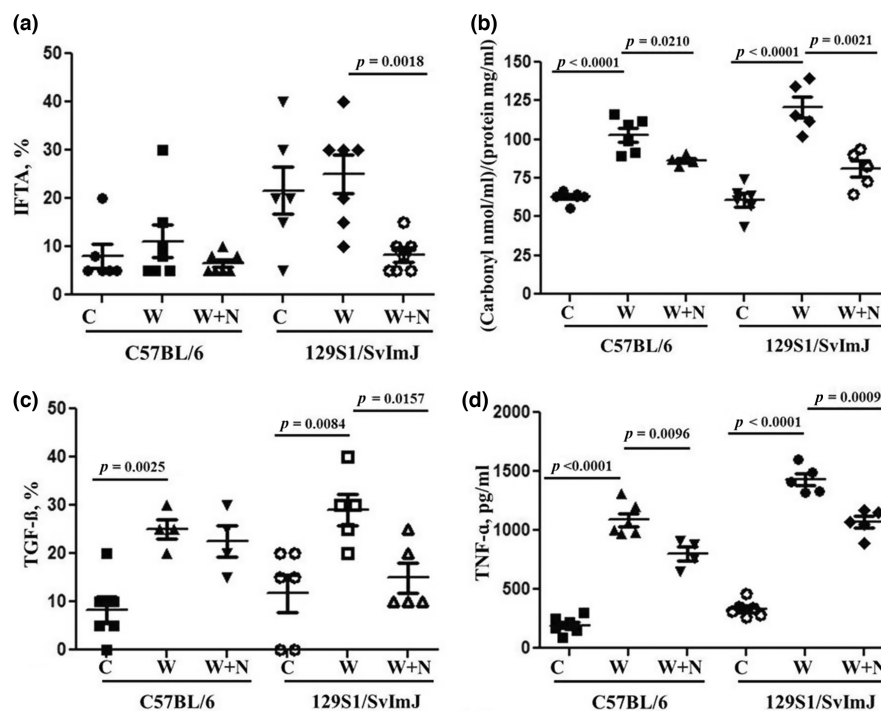 (a)
50
p = 0.0018
40
30
20
10
0
IFTA, %
C W W+N C W W+N
C57BL/6 129S1/SvImJ
(b)
p < 0.0001 p = 0.0210 p < 0.0001 p = 0.0021
150
125
100
75
50
0
(Carbonyl nmol/ml)/(protein mg/ml)
C W W+N C W W+N
C57BL/6 129S1/SvImJ
(c)
50
p = 0.0025 p = 0.0084 p = 0.0157
40
30
20
10
0
TGF-ß, %
C W W+N C W W+N
C57BL/6 129S1/SvImJ
(d)
p <0.0001 p = 0.0096 p < 0.0001 p = 0.0009
2000
1500
1000
500
0
TNF-α, pg/ml
C W W+N C W W+N
C57BL/6 129S1/SvImJ